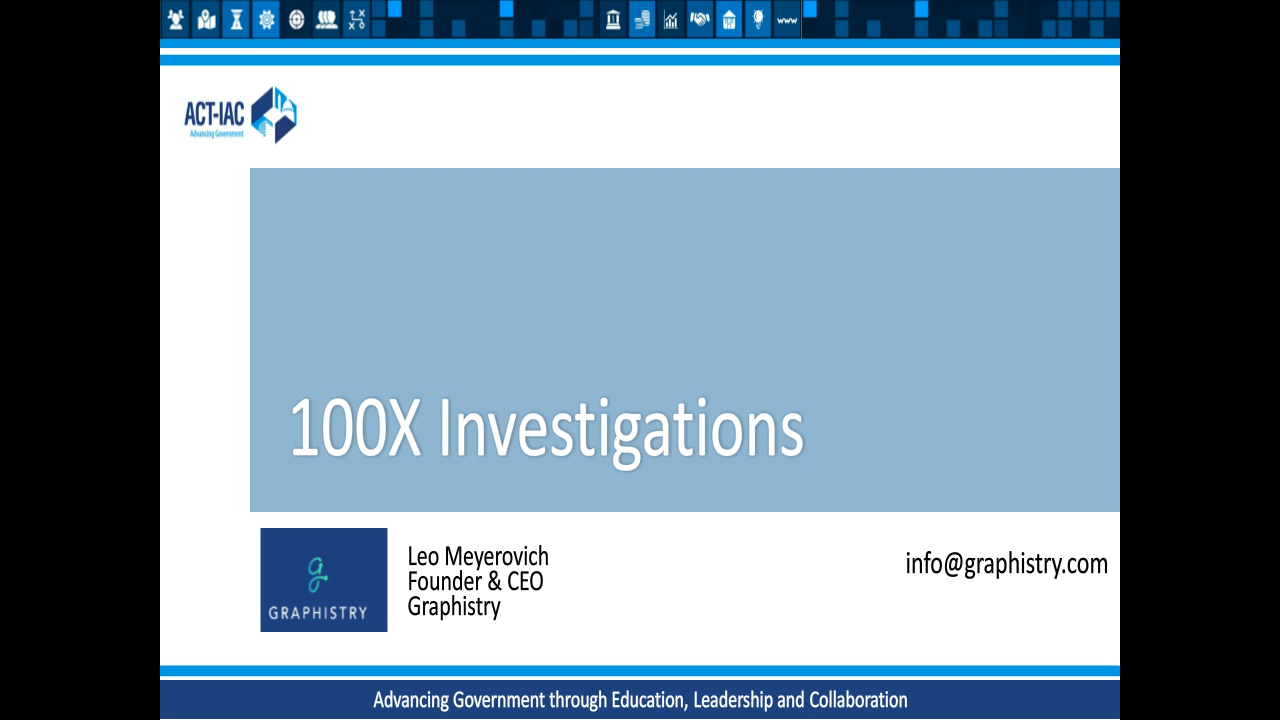 www
ACT-IAC
Advancing Government
100X Investigations
g
GRAPHISTRY
Leo Meyerovich
Founder & CEO
Graphistry
info@graphistry.com
Advancing Government through Education, Leadership and Collaboration